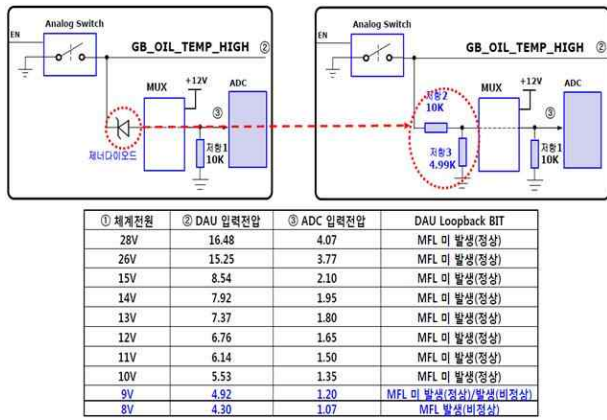 Analog Switch
EN
GB_OIL_TEMP_HIGH ②
MUX
+12V
ADC
③
제너다이오드
저항1
10K
Analog Switch
EN
GB_OIL_TEMP_HIGH ②
저항2
10K
MUX
+12V
ADC
③
저항3
4.99K
저항1
10K
① 체계전원 ② DAU 입력전압 ③ ADC 입력전압 DAU Loopback BIT
28V 16.48 4.07 MFL 미 발생(정상)
26V 15.25 3.77 MFL 미 발생(정상)
15V 8.54 2.10 MFL 미 발생(정상)
14V 7.92 1.95 MFL 미 발생(정상)
13V 7.37 1.80 MFL 미 발생(정상)
12V 6.76 1.65 MFL 미 발생(정상)
11V 6.14 1.50 MFL 미 발생(정상)
10V 5.53 1.35 MFL 미 발생(정상)
9V 4.92 1.20 MFL 미 발생(정상)/발생(비정상)
8V 4.30 1.07 MFL 발생(비정상)